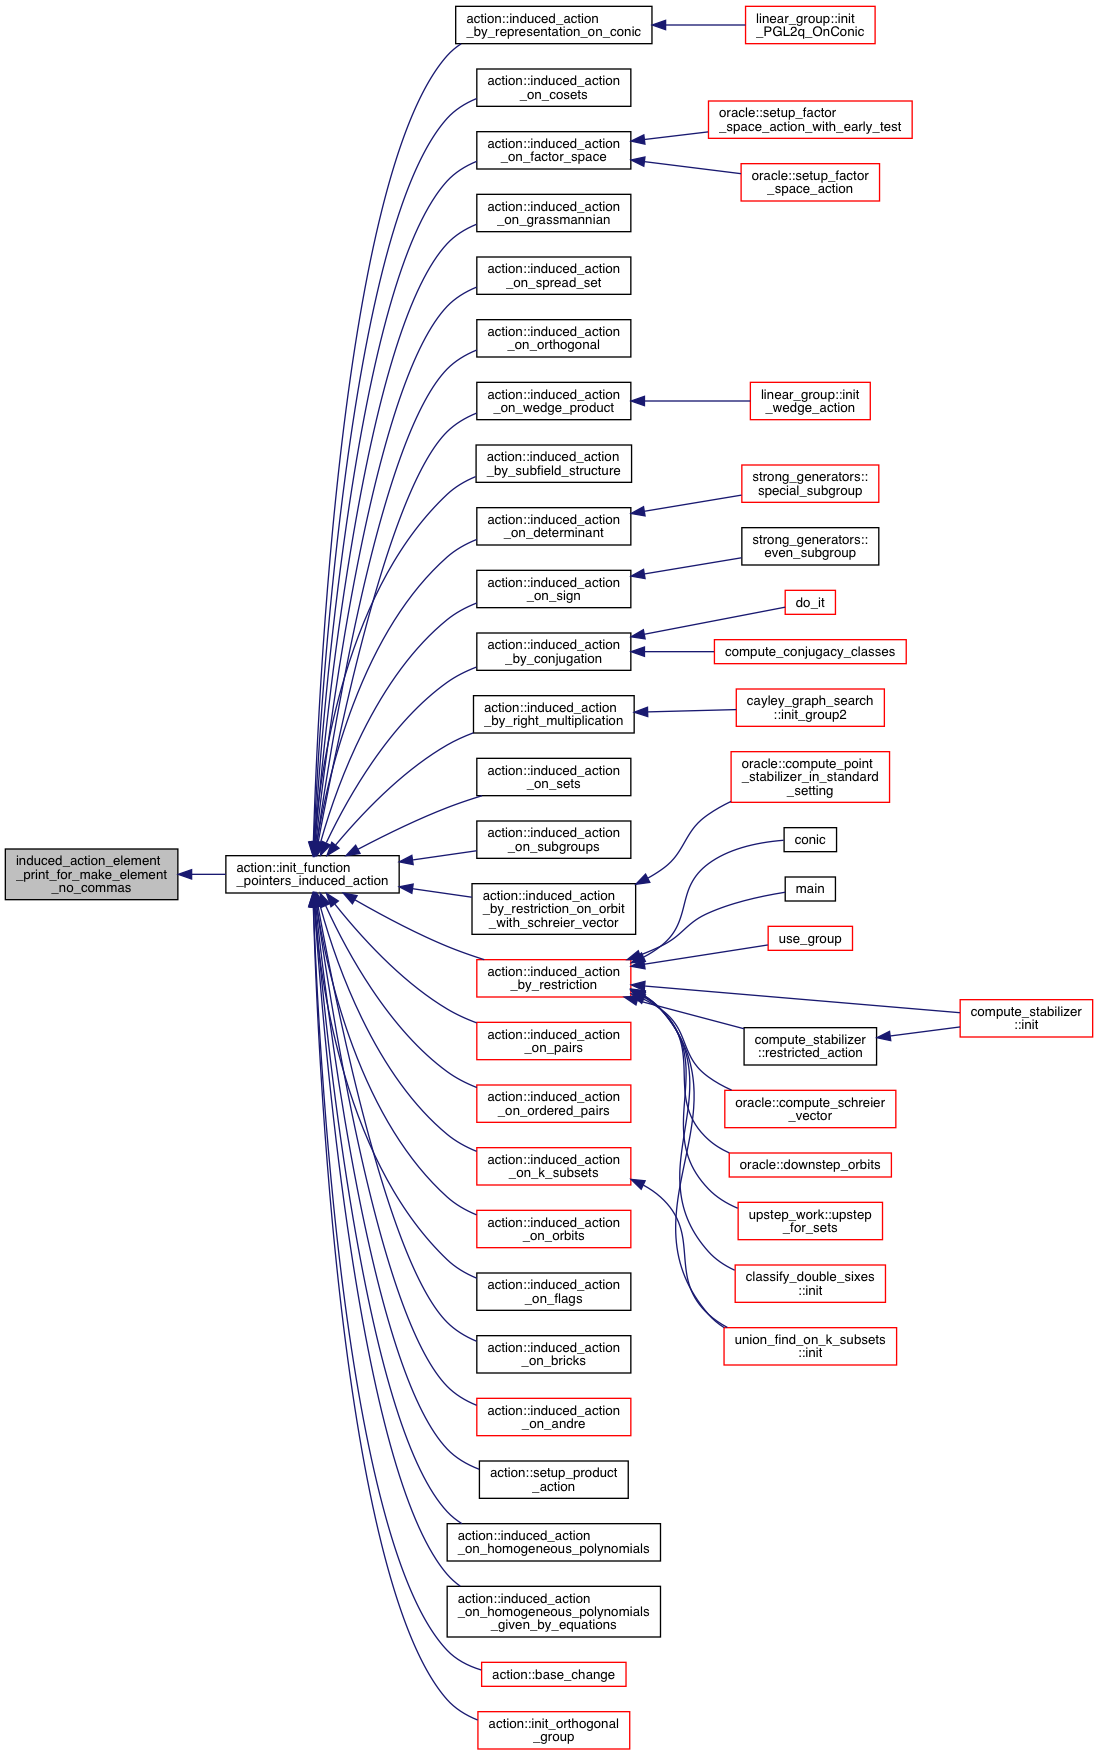 induced_action_element
_print_for_make_element
_no_commas
action::init_function
_pointers_induced_action
action::induced_action
_by_representation_on_conic
linear_group::init
_PGL2q_OnConic
action::induced_action
_on_cosets
action::induced_action
_on_factor_space
oracle::setup_factor
_space_action_with_early_test
oracle::setup_factor
_space_action
action::induced_action
_on_grassmannian
action::induced_action
_on_spread_set
action::induced_action
_on_orthogonal
action::induced_action
_on_wedge_product
linear_group::init
_wedge_action
action::induced_action
_by_subfield_structure
action::induced_action
_on_determinant
strong_generators::
special_subgroup
action::induced_action
_on_sign
strong_generators::
even_subgroup
action::induced_action
_by_conjugation
do_it
compute_conjugacy_classes
action::induced_action
_by_right_multiplication
cayley_graph_search
::init_group2
action::induced_action
_on_sets
action::induced_action
_on_subgroups
action::induced_action
_by_restriction_on_orbit
_with_schreier_vector
oracle::compute_point
_stabilizer_in_standard
_setting
action::induced_action
_by_restriction
conic
main
use_group
compute_stabilizer
::init
compute_stabilizer
::restricted_action
oracle::compute_schreier
_vector
oracle::downstep_orbits
upstep_work::upstep
_for_sets
classify_double_sixes
::init
union_find_on_k_subsets
::init
action::induced_action
_on_pairs
action::induced_action
_on_ordered_pairs
action::induced_action
_on_k_subsets
action::induced_action
_on_orbits
action::induced_action
_on_flags
action::induced_action
_on_bricks
action::induced_action
_on_andre
action::setup_product
_action
action::induced_action
_on_homogeneous_polynomials
action::induced_action
_on_homogeneous_polynomials
_given_by_equations
action::base_change
action::init_orthogonal
_group